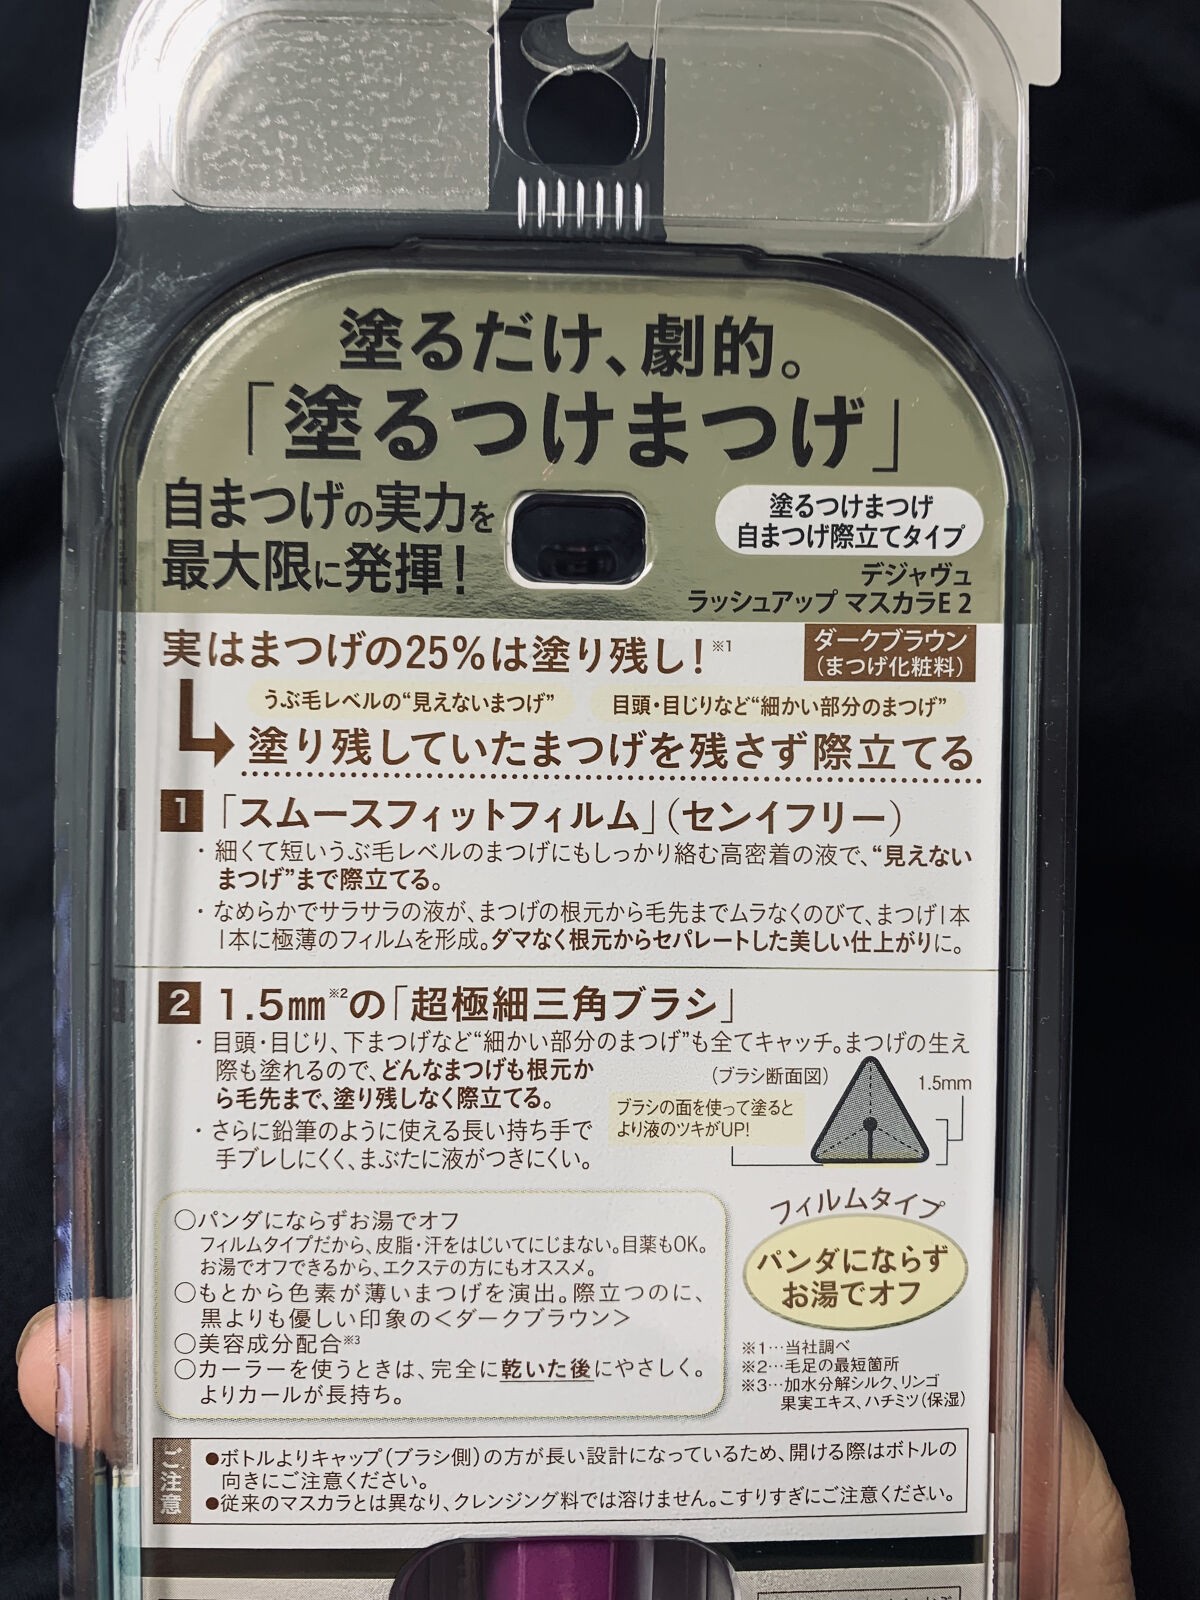 塗るだけ、劇的。
「塗るつけまつげ」
自まつげの実力を
最大限に発揮!
塗るつけまつげ
自まつげ際立てタイプ
デジャヴュ
ラッシュアップ マスカラE 2
ダークブラウン
(まつげ化粧料)
実はまつげの25%は塗り残し!※1
うぶ毛レベルの“見えないまつげ” 目頭・目じりなど“細かい部分のまつげ”
塗り残していたまつげを残さず際立てる
1 「スムースフィットフィルム」(センイフリー)
・細くて短いうぶ毛レベルのまつげにもしっかり絡む高密着の液で、“見えない
まつげ”まで際立てる。
・なめらかでサラサラの液が、まつげの根元から毛先までムラなくのびて、まつげ1本
1本に極薄のフィルムを形成。ダマなく根元からセパレートした美しい仕上がりに。
2 1.5㎜※2の「超極細三角ブラシ」
・目頭・目じり、下まつげなど“細かい部分のまつげ”も全てキャッチ。まつげの生え
際も塗れるので、どんなまつげも根元か
ら毛先まで、塗り残しなく際立てる。
・さらに鉛筆のように使える長い持ち手で
手ブレしにくく、まぶたに液がつきにくい。
(ブラシ断面図)
1.5mm
ブラシの面を使って塗ると
より液のツキがUP!
○パンダにならずお湯でオフ
フィルムタイプだから、皮脂・汗をはじいてにじまない。目薬もOK。
お湯でオフできるから、エクステの方にもオススメ。
○もとから色素が薄いまつげを演出。際立つのに、
黒よりも優しい印象の<ダークブラウン>
○美容成分配合※3
○カーラーを使うときは、完全に乾いた後にやさしく。
よりカールが長持ち。
フィルムタイプ
パンダにならず
お湯でオフ
※1…当社調べ
※2…毛足の最短箇所
※3…加水分解シルク、リンゴ
果実エキス、ハチミツ(保湿)
ご注意
●ボトルよりキャップ(ブラシ側)の方が長い設計になっているため、開ける際はボトルの
向きにご注意ください。
●従来のマスカラとは異なり、クレンジング料では溶けません。こすりすぎにご注意ください。